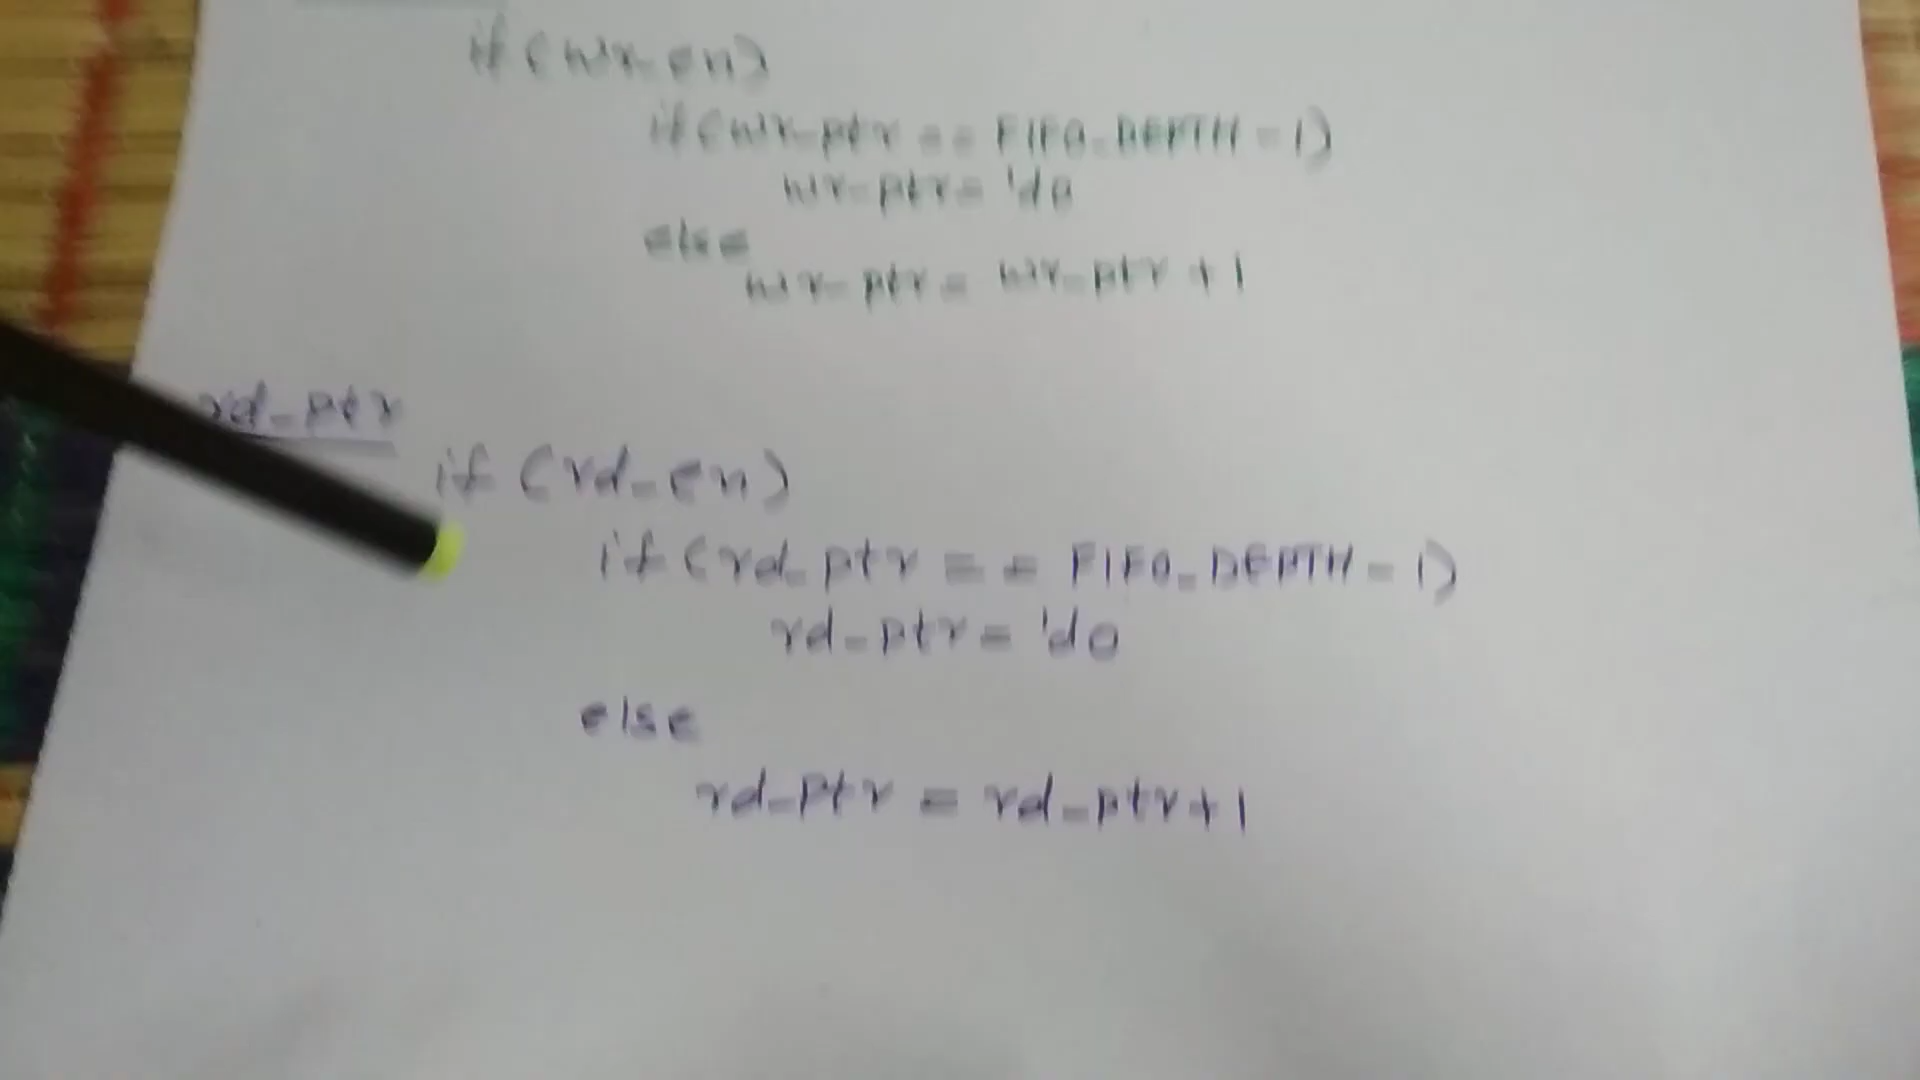 if (wr_en)
if (wr_ptr == FIFO_DEPTH - 1)
wr_ptr = 'd0
else
wr_ptr = wr_ptr + 1
rd_ptr
if (rd_en)
if (rd_ptr == FIFO_DEPTH - 1)
rd_ptr = 'd0
else
rd_ptr = rd_ptr + 1